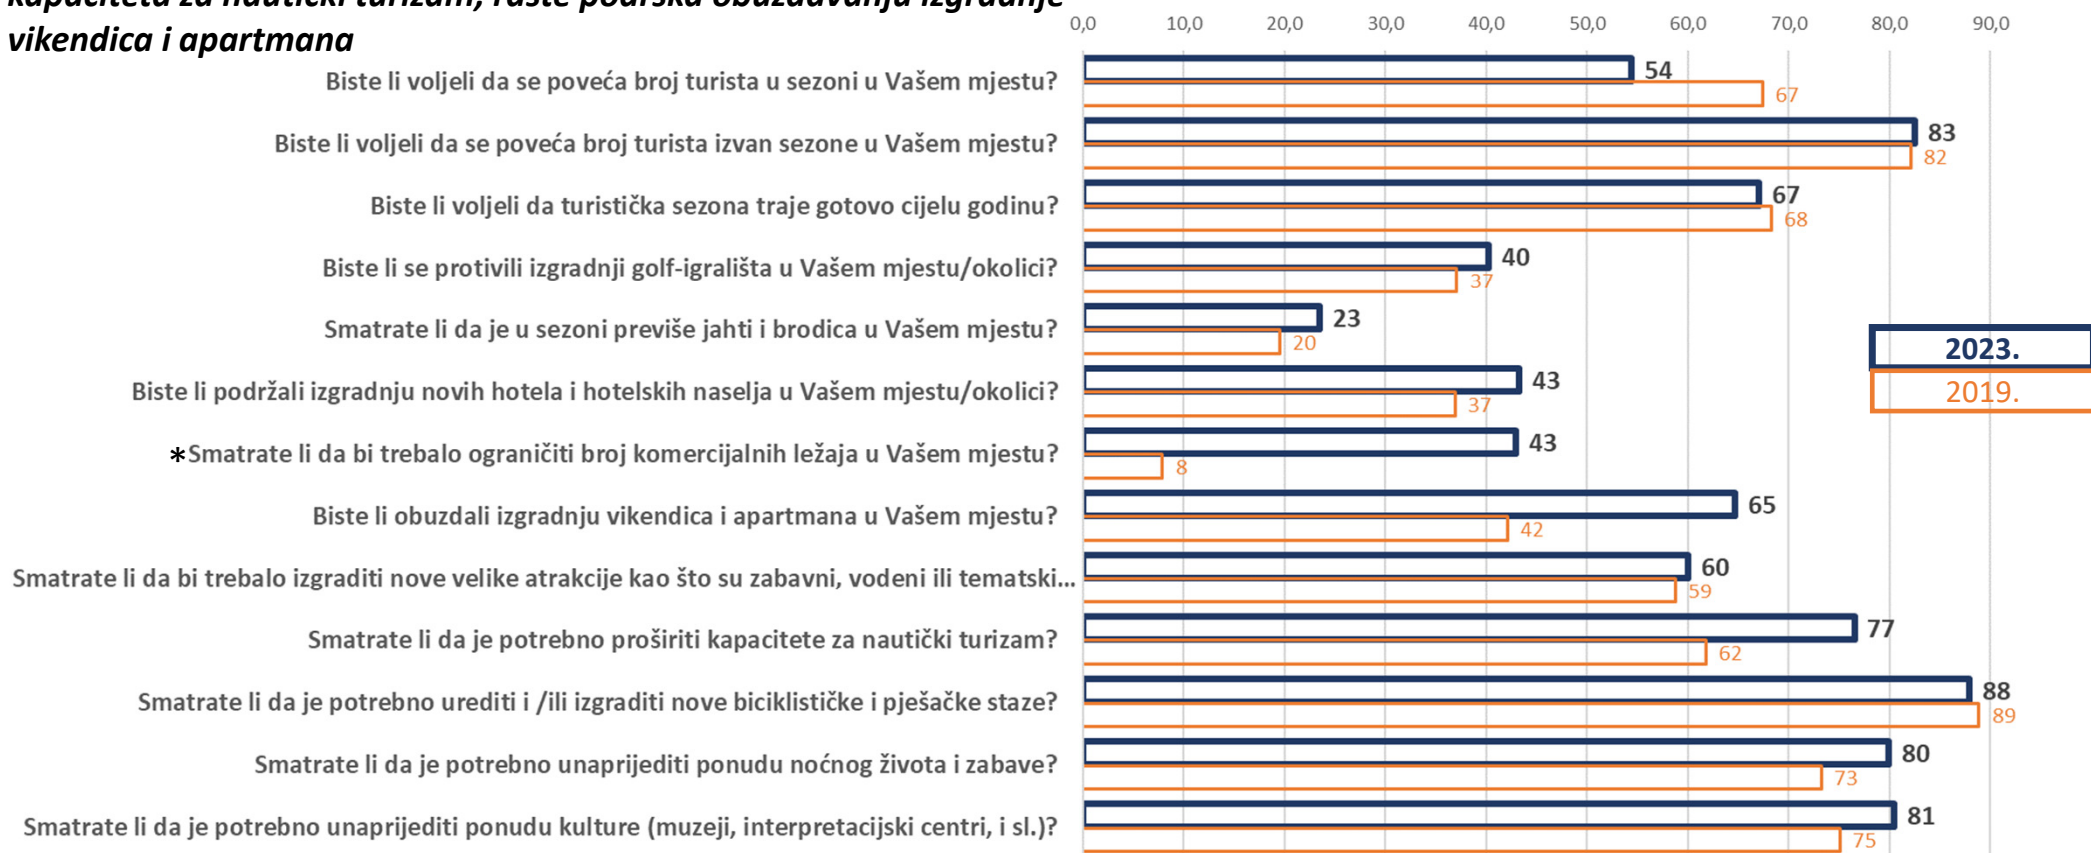 kapaciteta za nautički turizam, raste podrška obuzdavanju izgradnje
vikendica i apartmana
0,0 10,0 20,0 30,0 40,0 50,0 60,0 70,0 80,0 90,0
Biste li voljeli da se poveća broj turista u sezoni u Vašem mjestu?
54
67
Biste li voljeli da se poveća broj turista izvan sezone u Vašem mjestu?
83
82
Biste li voljeli da turistička sezona traje gotovo cijelu godinu?
67
68
Biste li se protivili izgradnji golf-igrališta u Vašem mjestu/okolici?
40
37
Smatrate li da je u sezoni previše jahti i brodica u Vašem mjestu?
23
20
Biste li podržali izgradnju novih hotela i hotelskih naselja u Vašem mjestu/okolici?
43
37
*Smatrate li da bi trebalo ograničiti broj komercijalnih ležaja u Vašem mjestu?
43
8
Biste li obuzdali izgradnju vikendica i apartmana u Vašem mjestu?
65
42
Smatrate li da bi trebalo izgraditi nove velike atrakcije kao što su zabavni, vodeni ili tematski...
60
59
Smatrate li da je potrebno proširiti kapacitete za nautički turizam?
77
62
Smatrate li da je potrebno urediti i /ili izgraditi nove biciklističke i pješačke staze?
88
89
Smatrate li da je potrebno unaprijediti ponudu noćnog života i zabave?
80
73
Smatrate li da je potrebno unaprijediti ponudu kulture (muzeji, interpretacijski centri, i sl.)?
81
75
2023.
2019.